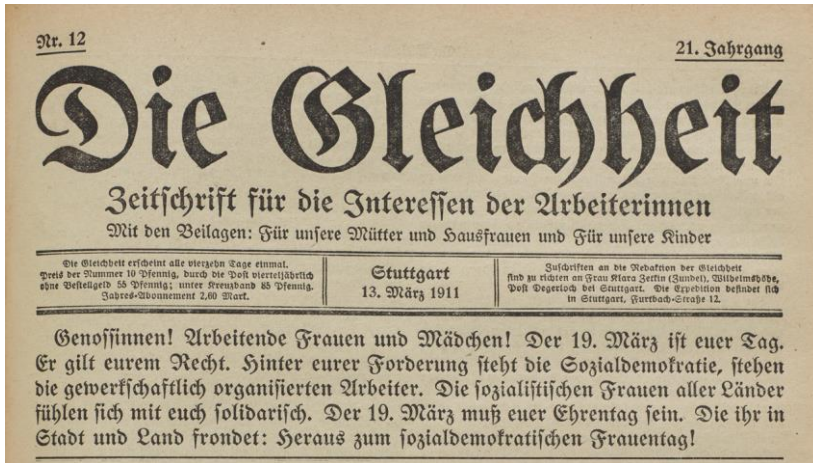 Nr. 12
21. Jahrgang
Die Gleichheit
Zeitschrift für die Interessen der Arbeiterinnen
Mit den Beilagen: Für unsere Mütter und Hausfrauen und Für unsere Kinder
Die Gleichheit erscheint alle vierzehn Tage einmal.
Preis der Nummer 10 Pfennig, durch die Post vierteljährlich
ohne Bestellgeld 55 Pfennig; unter Kreuzband 85 Pfennig.
Jahres-Abonnement 2,60 Mark.
Stuttgart
13. März 1911
Zuschriften an die Redaktion der Gleichheit
sind zu richten an Frau Klara Zetkin (Zundel), Wilhelmshöhe,
Post Degerloch bei Stuttgart. Die Expedition befindet sich
in Stuttgart, Furtbach-Straße 12.
Genossinnen! Arbeitende Frauen und Mädchen! Der 19. März ist euer Tag.
Er gilt eurem Recht. Hinter eurer Forderung steht die Sozialdemokratie, stehen
die gewerkschaftlich organisierten Arbeiter. Die sozialistischen Frauen aller Länder
fühlen sich mit euch solidarisch. Der 19. März muß euer Ehrentag sein. Die ihr in
Stadt und Land frondet: Heraus zum sozialdemokratischen Frauentag!